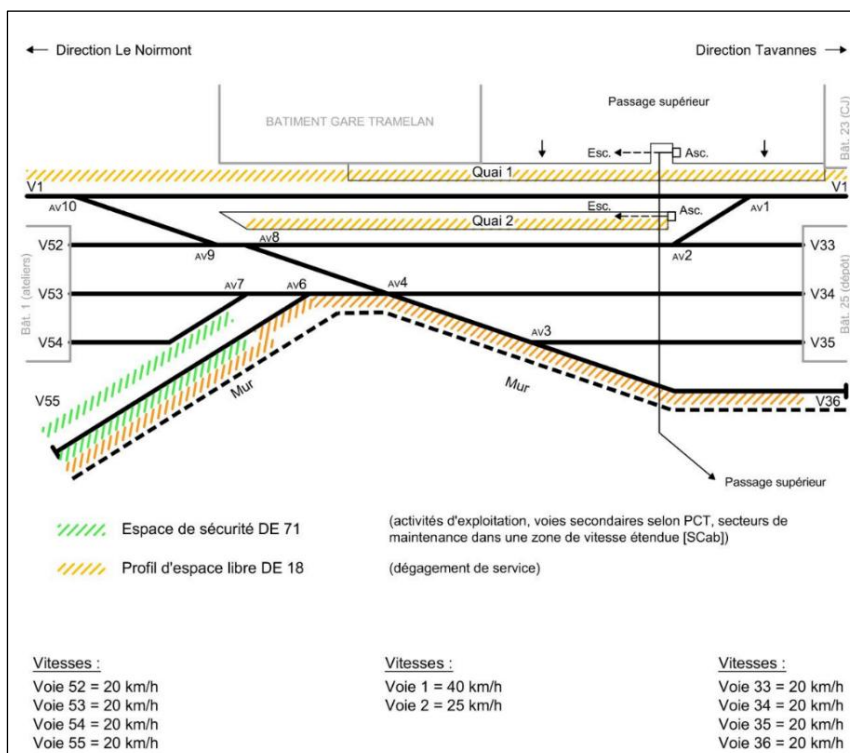 Direction Le Noirmont
Direction Tavannes
BATIMENT GARE TRAMELAN
Passage supérieur
Bât. 23 (CJ)
Esc.
Asc.
Quai 1
V1
V1
AV10
AV1
Quai 2
Esc.
Asc.
V52
AV9
AV8
AV2
V33
Bât. 1 (ateliers)
V53
AV7
AV6
AV4
V34
Bât. 25 (dépôt)
V54
AV3
V35
Mur
Mur
V55
V36
Passage supérieur
Espace de sécurité DE 71
(activités d'exploitation, voies secondaires selon PCT, secteurs de
maintenance dans une zone de vitesse étendue [SCab])
Profil d'espace libre DE 18
(dégagement de service)
Vitesses :
Voie 52 = 20 km/h
Voie 53 = 20 km/h
Voie 54 = 20 km/h
Voie 55 = 20 km/h
Vitesses :
Voie 1 = 40 km/h
Voie 2 = 25 km/h
Vitesses :
Voie 33 = 20 km/h
Voie 34 = 20 km/h
Voie 35 = 20 km/h
Voie 36 = 20 km/h